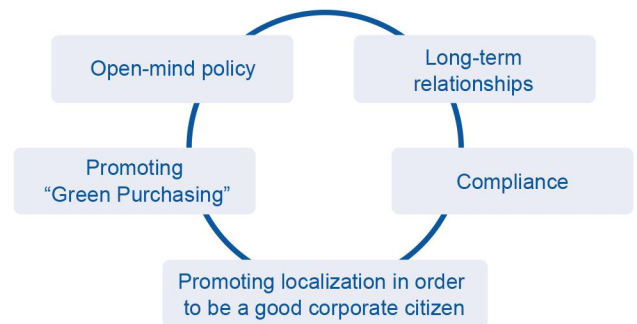 Open-mind policy
Long-term
relationships
Promoting
“Green Purchasing”
Compliance
Promoting localization in order
to be a good corporate citizen